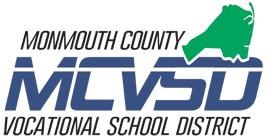 MONMOUTH COUNTY
MCVSD
VOCATIONAL SCHOOL DISTRICT